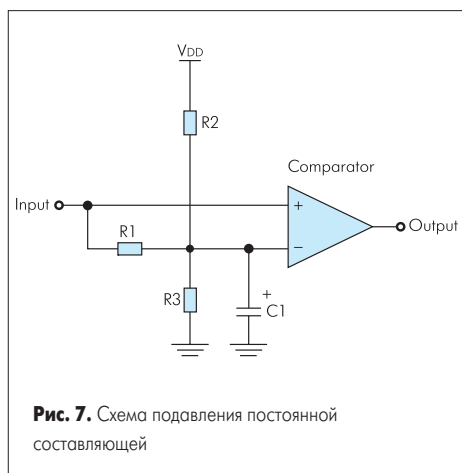 VDD
R2
Comparator
Input
+
Output
R1
−
R3
+
C1
Рис. 7. Схема подавления постоянной
составляющей